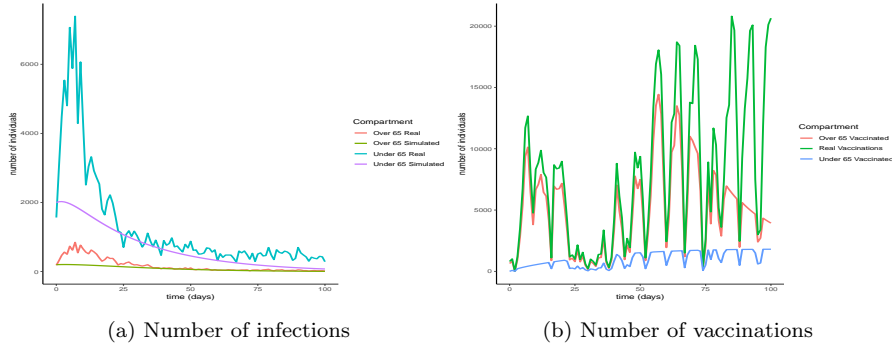 number of individuals
6000
4000
2000
0
0
25
50
75
100
time (days)
Compartment
Over 65 Real
Over 65 Simulated
Under 65 Real
Under 65 Simulated
(a) Number of infections
number of individuals
20000
15000
10000
5000
0
0
25
50
75
100
time (days)
Compartment
Over 65 Vaccinated
Real Vaccinations
Under 65 Vaccinated
(b) Number of vaccinations